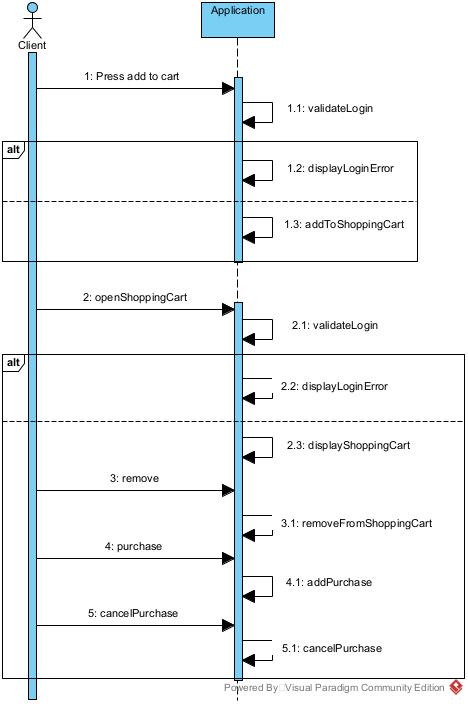 Application
Client
1: Press add to cart
1.1: validateLogin
alt
1.2: displayLoginError
1.3: addToShoppingCart
2: openShoppingCart
2.1: validateLogin
alt
2.2: displayLoginError
2.3: displayShoppingCart
3: remove
3.1: removeFromShoppingCart
4: purchase
4.1: addPurchase
5: cancelPurchase
5.1: cancelPurchase
Powered By Visual Paradigm Community Edition